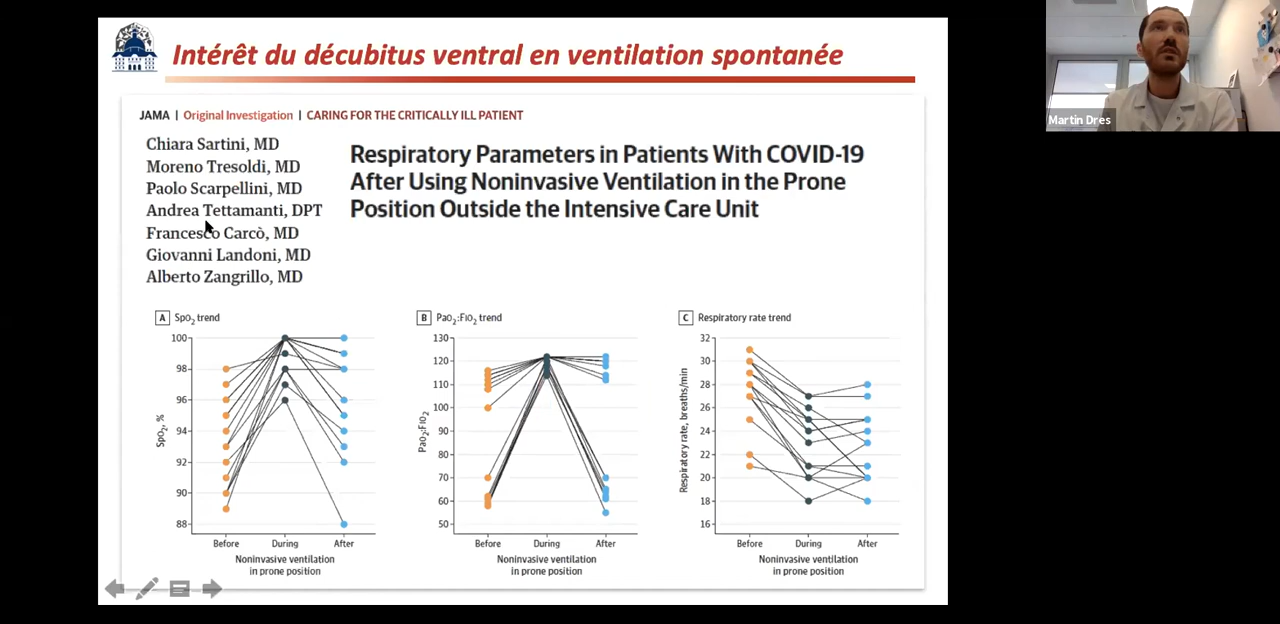 Intérêt du décubitus ventral en ventilation spontanée
JAMA | Original Investigation | CARING FOR THE CRITICALLY ILL PATIENT
Chiara Sartini, MD
Moreno Tresoldi, MD
Paolo Scarpellini, MD
Andrea Tettamanti, DPT
Francesco Carcò, MD
Giovanni Landoni, MD
Alberto Zangrillo, MD
Respiratory Parameters in Patients With COVID-19
After Using Noninvasive Ventilation in the Prone
Position Outside the Intensive Care Unit
A SpO2 trend
100
98
96
94
92
90
88
SpO2, %
Before During After
Noninvasive ventilation
in prone position
B PaO2:FIO2 trend
130
120
110
100
80
70
60
50
PaO2:FIO2
Before During After
Noninvasive ventilation
in prone position
C Respiratory rate trend
32
30
28
26
24
22
20
18
16
Respiratory rate, breaths/min
Before During After
Noninvasive ventilation
in prone position
Martin Dres